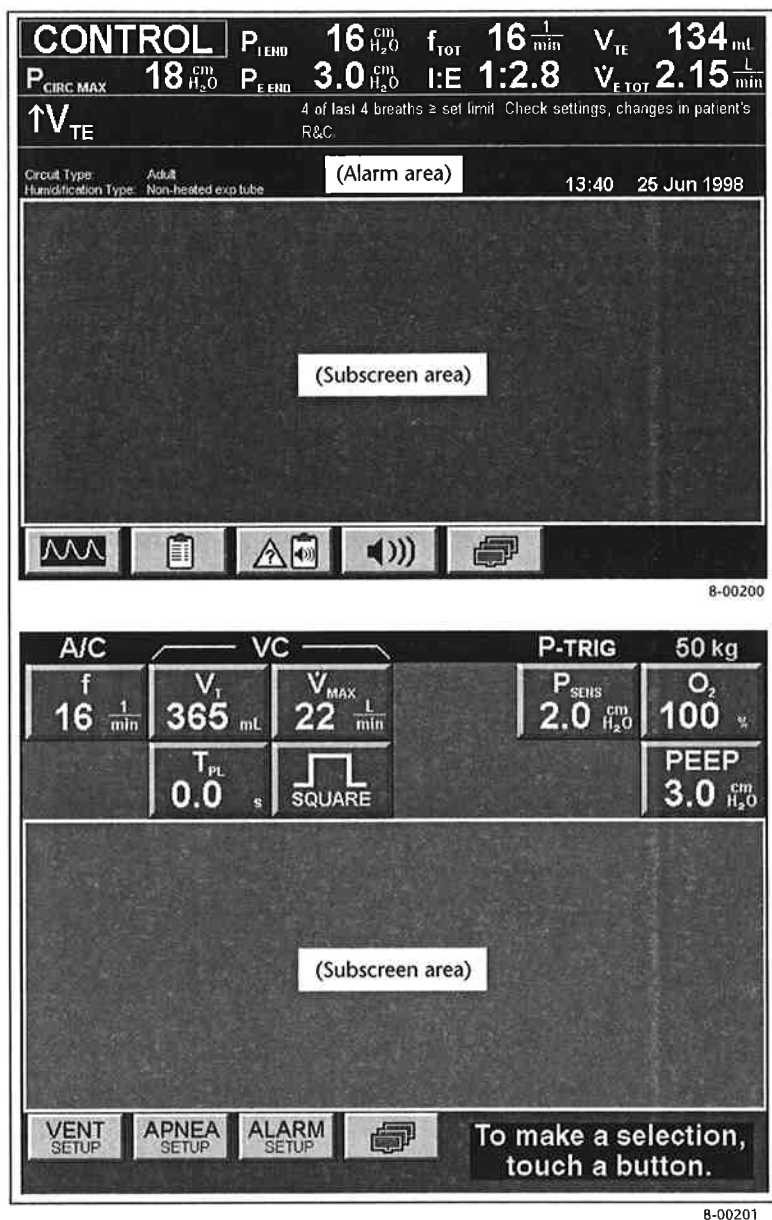 CONTROL P I END 16 cm H₂O f TOT 16 1/min V TE 134 mL
P CIRC MAX 18 cm H₂O P E END 3.0 cm H₂O I:E 1:2.8 V̇ E TOT 2.15 L/min
↑V TE 4 of last 4 breaths ≥ set limit. Check settings, changes in patient's
R&C.
Circuit Type: Adult
Humidification Type: Non-heated exp tube
(Alarm area)
13:40 25 Jun 1998
(Subscreen area)
8-00200
A/C VC P-TRIG 50 kg
f V T V̇ MAX P SENS O₂
16 1/min 365 mL 22 L/min 2.0 cm H₂O 100 %
T PL PEEP
0.0 s SQUARE 3.0 cm H₂O
(Subscreen area)
VENT SETUP APNEA SETUP ALARM SETUP
To make a selection,
touch a button.
8-00201